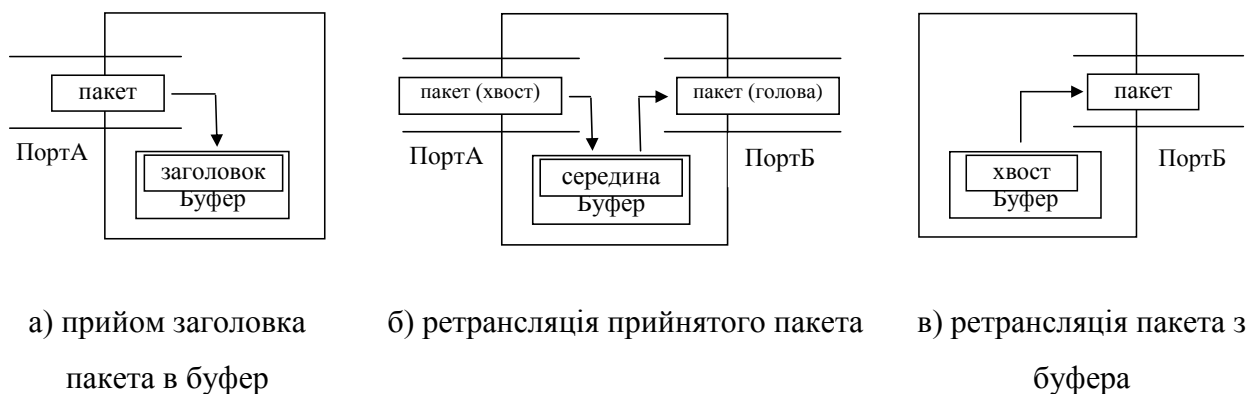 пакет
ПортА
заголовок
Буфер
пакет (хвост)
пакет (голова)
ПортА
ПортБ
середина
Буфер
пакет
ПортБ
хвост
Буфер
а) прийом заголовка
пакета в буфер
б) ретрансляція прийнятого пакета
в) ретрансляція пакета з
буфера